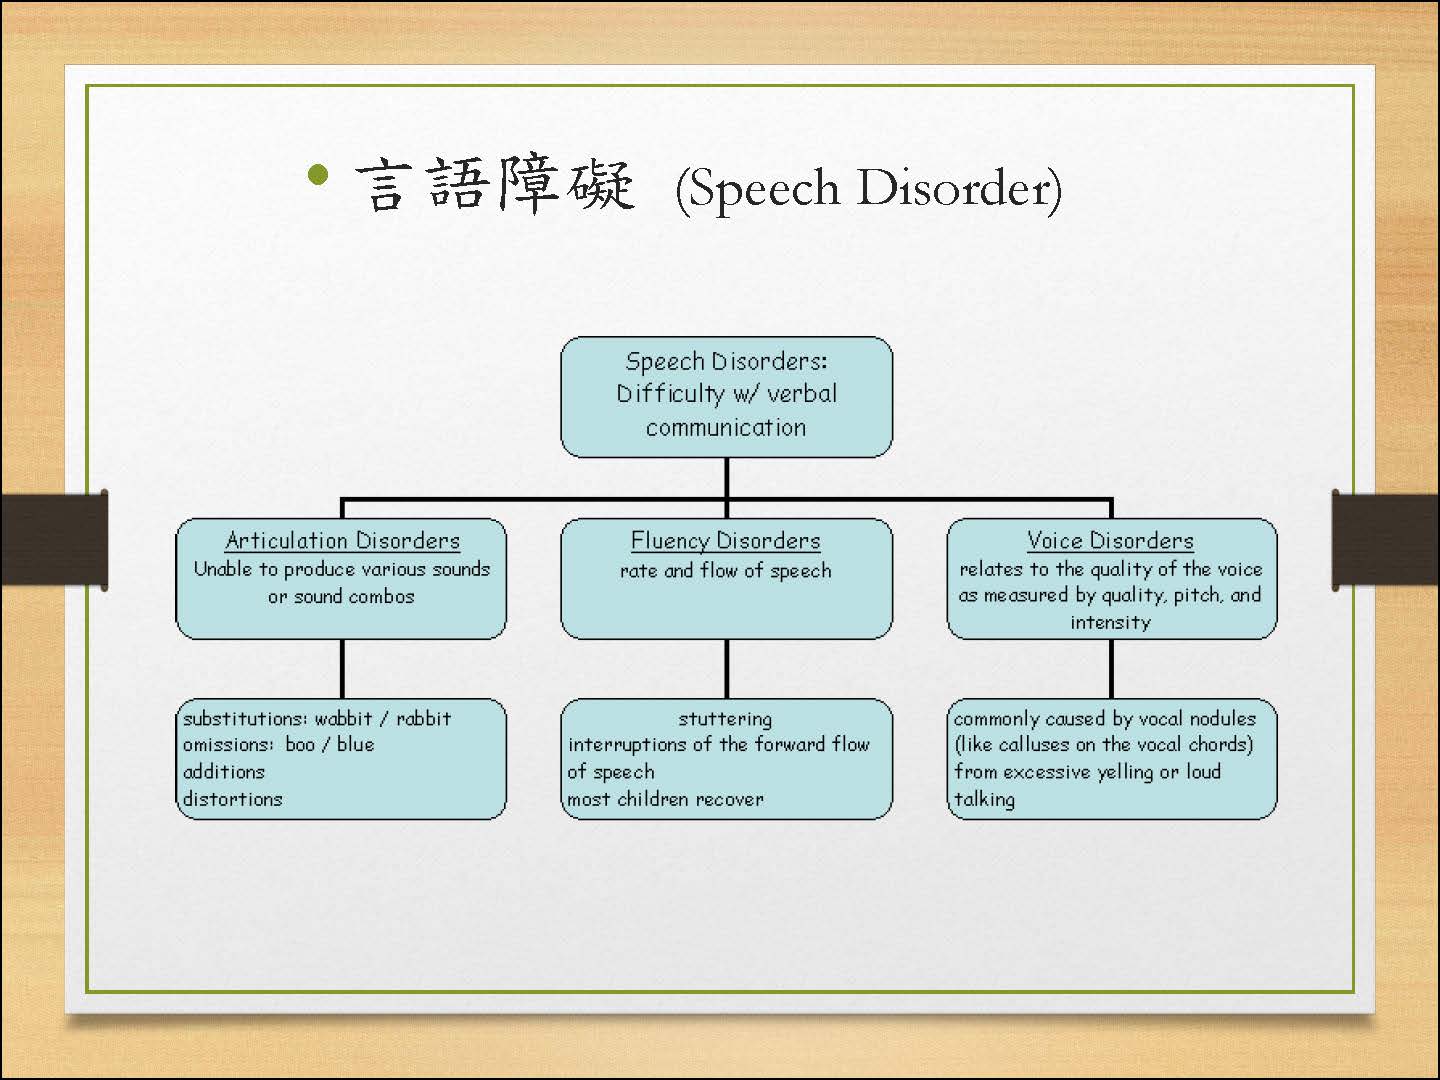 • 言語障礙 (Speech Disorder)
Speech Disorders:
Difficulty w/ verbal
communication
Articulation Disorders
Unable to produce various sounds
or sound combos
Fluency Disorders
rate and flow of speech
Voice Disorders
relates to the quality of the voice
as measured by quality, pitch, and
intensity
substitutions: wabbit / rabbit
omissions: boo / blue
additions
distortions
stuttering
interruptions of the forward flow
of speech
most children recover
commonly caused by vocal nodules
(like calluses on the vocal chords)
from excessive yelling or loud
talking